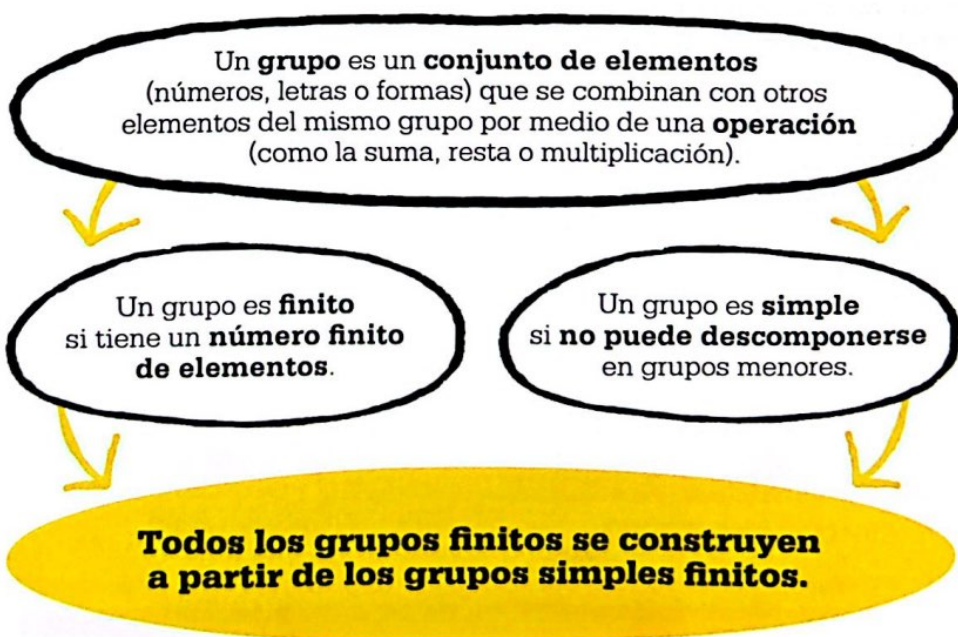 Un grupo es un conjunto de elementos
(números, letras o formas) que se combinan con otros
elementos del mismo grupo por medio de una operación
(como la suma, resta o multiplicación).
Un grupo es finito
si tiene un número finito
de elementos.
Un grupo es simple
si no puede descomponerse
en grupos menores.
Todos los grupos finitos se construyen
a partir de los grupos simples finitos.